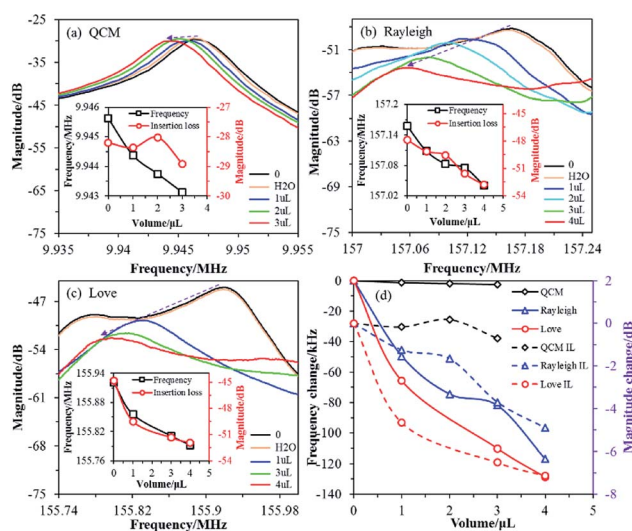 (a) QCM
Magnitude/dB
-25
-35
-45
-55
-65
-75
Frequency/MHz
9.946
9.945
9.944
9.943
Frequency
Insertion loss
-27
-28
-29
-30
Magnitude/dB
0 1 2 3 4
Volume/μL
0
H2O
1uL
2uL
3uL
9.935 9.94 9.945 9.95 9.955
Frequency/MHz
(b) Rayleigh
Magnitude/dB
-51
-57
-63
-69
-75
Frequency/MHz
157.2
157.14
157.08
157.02
Frequency
Insertion loss
-45
-48
-51
-54
Magnitude/dB
0 1 2 3 4 5
Volume/μL
0
H2O
1uL
2uL
3uL
4uL
157 157.06 157.12 157.18 157.24
Frequency/MHz
(c) Love
Magnitude/dB
-47
-54
-61
-68
-75
Frequency/MHz
155.94
155.88
155.82
155.76
Frequency
Insertion loss
-45
-48
-51
-54
Magnitude/dB
0 1 2 3 4 5
Volume/μL
0
H2O
1uL
3uL
4uL
155.74 155.82 155.9 155.98
Frequency/MHz
(d)
Frequency change/kHz
0
-20
-40
-60
-80
-100
-120
-140
QCM
Rayleigh
Love
QCM IL
Rayleigh IL
Love IL
2
0
-2
-4
-6
-8
Magnitude change/dB
0 1 2 3 4 5
Volume/μL